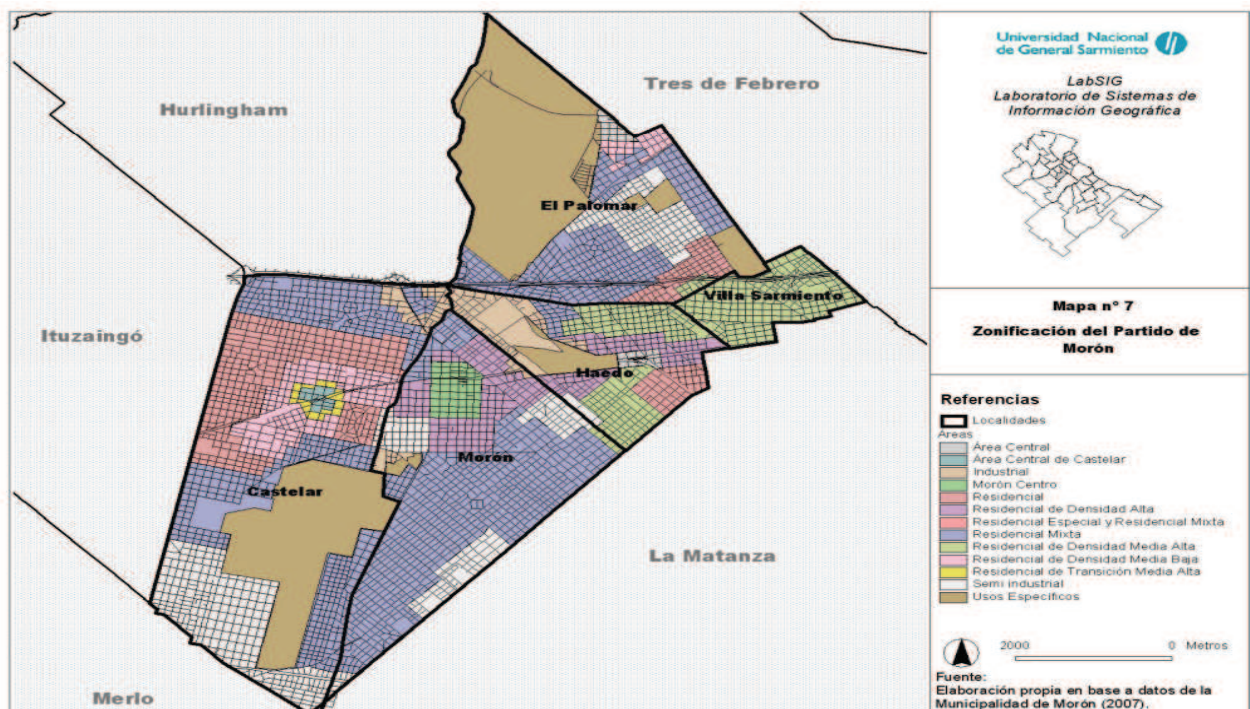 Hurlingham
Tres de Febrero
El Palomar
Villa Sarmiento
Ituzaingó
Haedo
Morón
Castelar
La Matanza
Merlo
Universidad Nacional
de General Sarmiento
LabSIG
Laboratorio de Sistemas de
Información Geográfica
Mapa nº 7
Zonificación del Partido de
Morón
Referencias
Localidades
Areas
Área Central
Área Central de Castelar
Industrial
Morón Centro
Residencial
Residencial de Densidad Alta
Residencial Especial y Residencial Mixta
Residencial Mixta
Residencial de Densidad Media Alta
Residencial de Densidad Media Baja
Residencial de Transición Media Alta
Semi industrial
Usos Específicos
2000 0 Metros
Fuente:
Elaboración propia en base a datos de la
Municipalidad de Morón (2007).